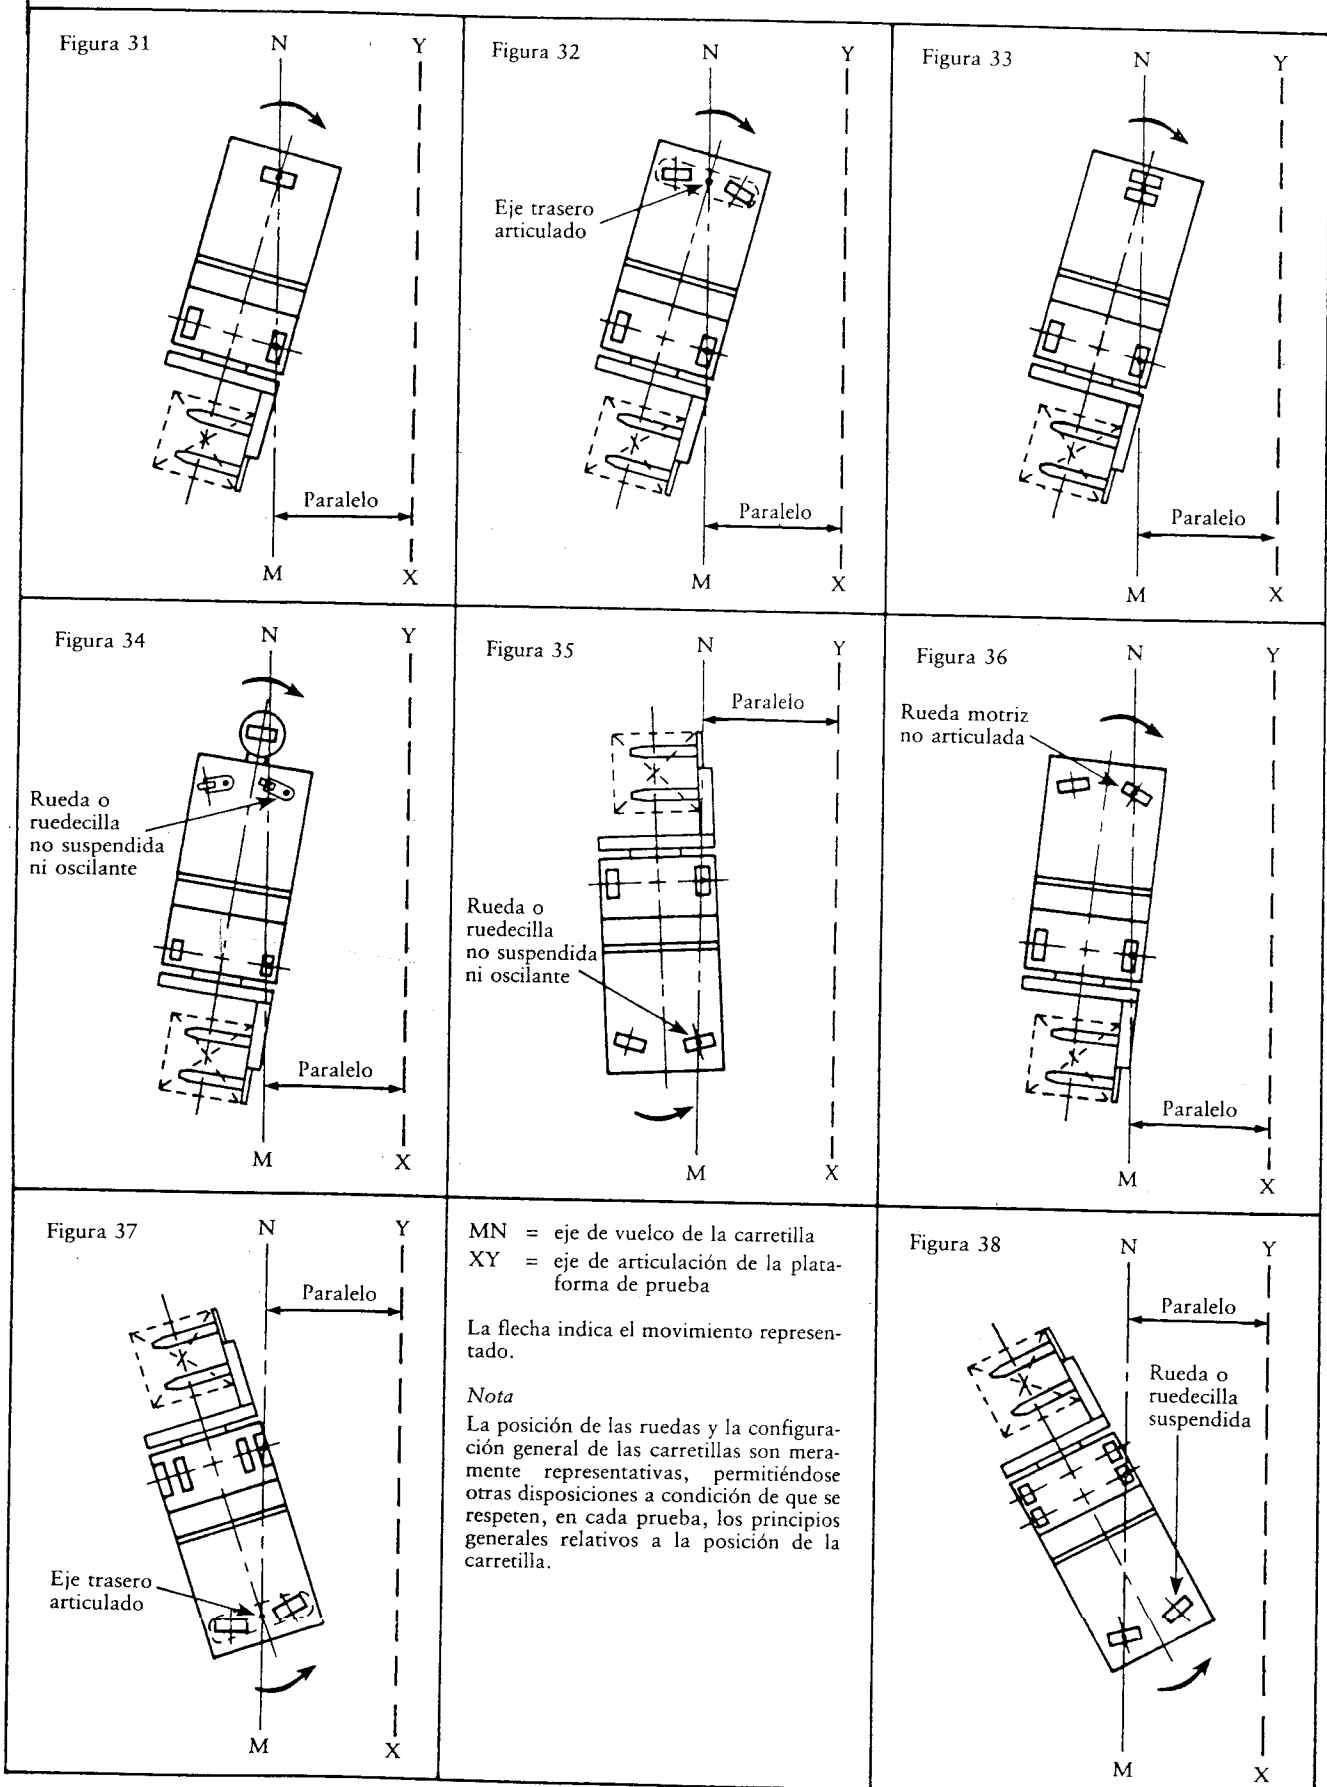 Figura 31
N
Y
Paralelo
M
X
Figura 32
N
Y
Eje trasero
articulado
Paralelo
M
X
Figura 33
N
Y
Paralelo
M
X
Figura 34
N
Y
Rueda o
ruedecilla
no suspendida
ni oscilante
Paralelo
M
X
Figura 35
N
Y
Paralelo
Rueda o
ruedecilla
no suspendida
ni oscilante
M
X
Figura 36
N
Y
Rueda motriz
no articulada
Paralelo
M
X
Figura 37
N
Y
Paralelo
Eje trasero
articulado
M
X
MN = eje de vuelco de la carretilla
XY = eje de articulación de la plata-
forma de prueba
La flecha indica el movimiento represen-
tado.
Nota
La posición de las ruedas y la configura-
ción general de las carretillas son mera-
mente representativas, permitiéndose
otras disposiciones a condición de que se
respeten, en cada prueba, los principios
generales relativos a la posición de la
carretilla.
Figura 38
N
Y
Paralelo
Rueda o
ruedecilla
suspendida
M
X